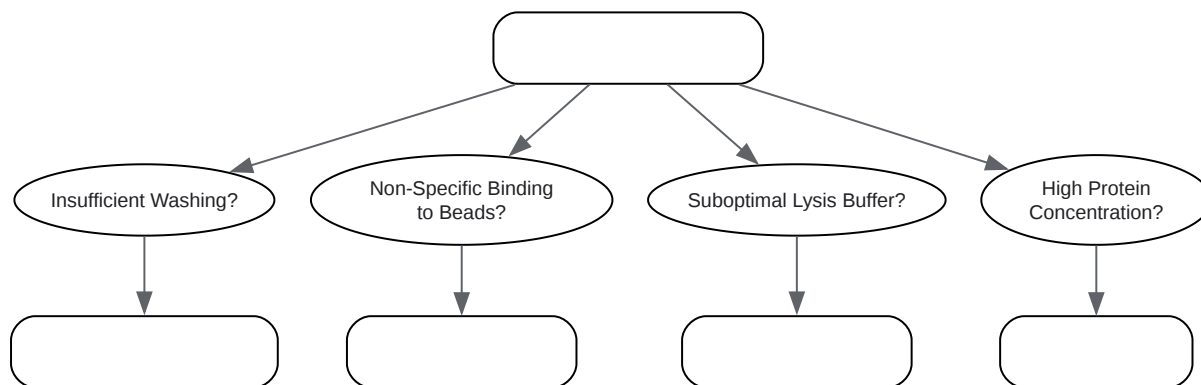 Insufficient Washing?
Non-Specific Binding
to Beads?
Suboptimal Lysis Buffer?
High Protein
Concentration?